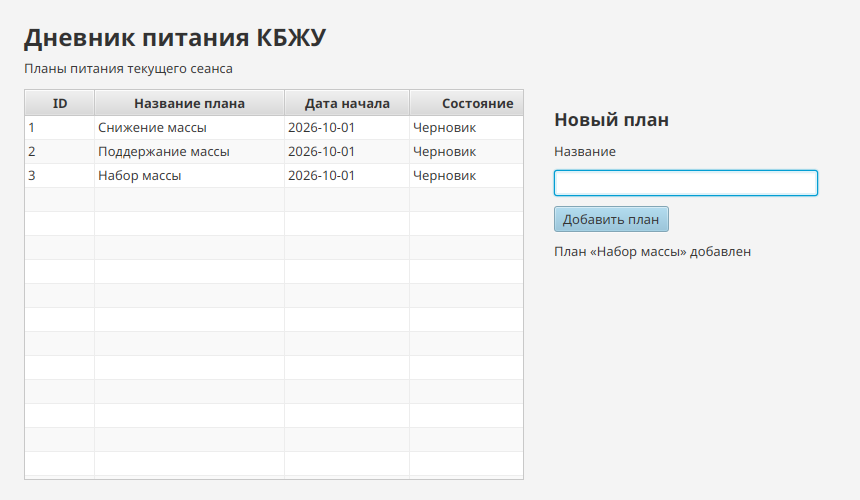 Дневник питания КБЖУ
Планы питания текущего сеанса
ID Название плана Дата начала Состояние
1 Снижение массы 2026-10-01 Черновик
2 Поддержание массы 2026-10-01 Черновик
3 Набор массы 2026-10-01 Черновик
Новый план
Название
Добавить план
План «Набор массы» добавлен